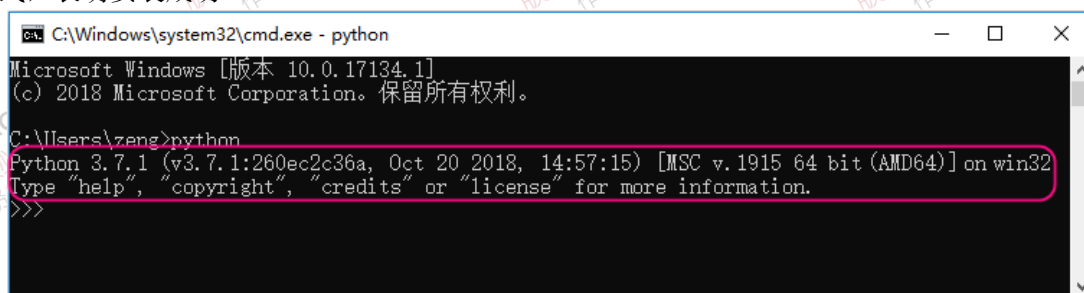 C:\Windows\system32\cmd.exe - python
Microsoft Windows [版本 10.0.17134.1]
(c) 2018 Microsoft Corporation。保留所有权利。
C:\Users\zeng>python
Python 3.7.1 (v3.7.1:260ec2c36a, Oct 20 2018, 14:57:15) [MSC v.1915 64 bit (AMD64)] on win32
Type "help", "copyright", "credits" or "license" for more information.
>>>